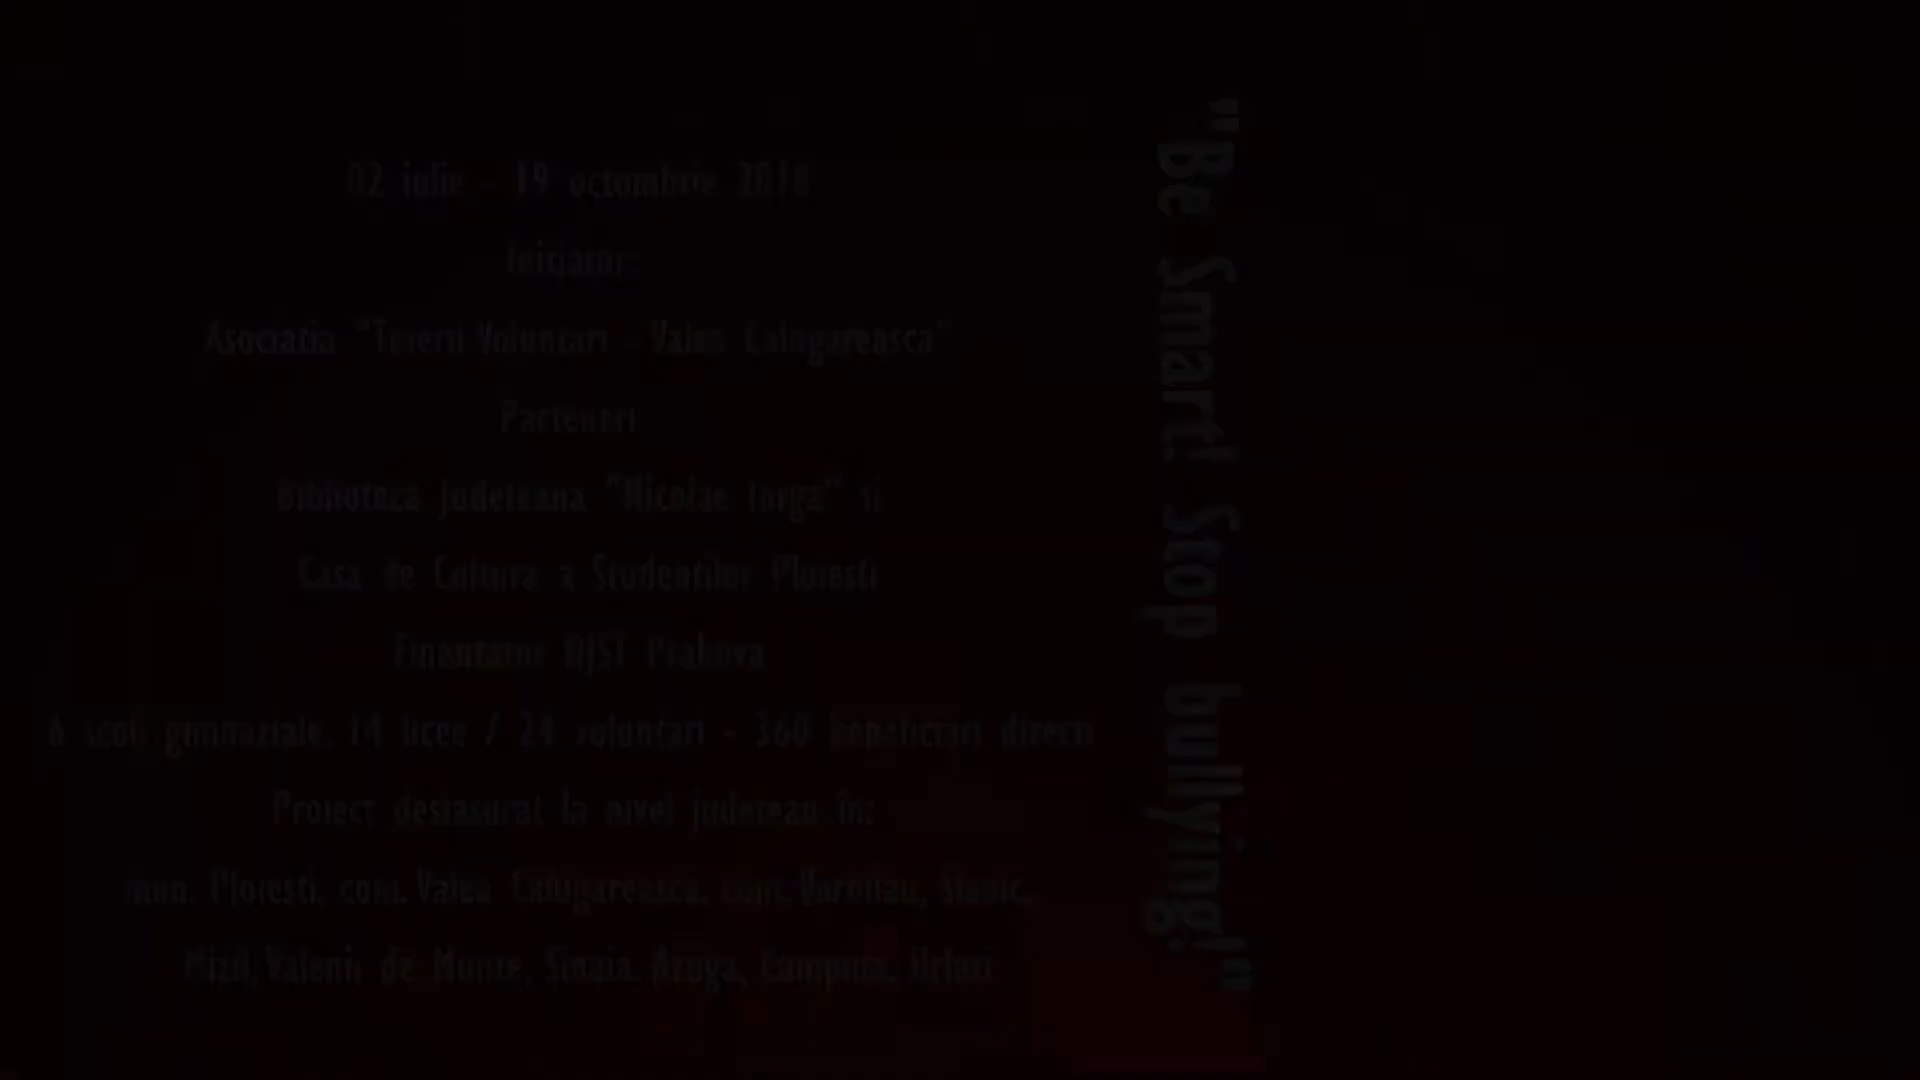 02 iulie - 19 octombrie 2018
Initiator:
Asociatia "Tinerii Voluntari - Valea Calugareasca"
Parteneri
Biblioteca Judeteana "Nicolae Iorga" si
Casa de Cultura a Studentilor Ploiesti
Finantator DJST Prahova
6 scoli gimnaziale, 14 licee / 24 voluntari - 360 beneficiari directi
Proiect desfasurat la nivel judetean in:
mun. Ploiesti, com. Valea Calugareasca, com. Slanic,
Mizil, Valenii de Munte, Sinaia, Azuga, Campina, Urlati
"Be Smart! Stop bullying!"